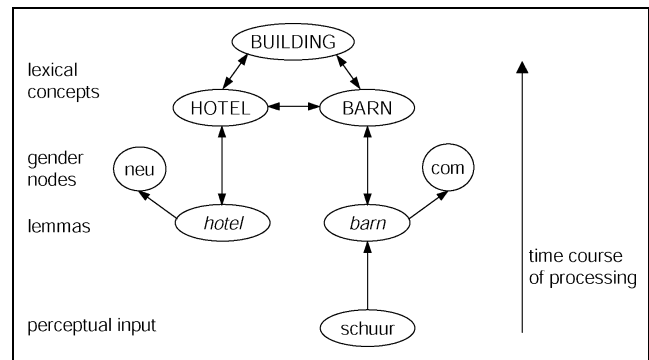 BUILDING
lexical
concepts
HOTEL BARN
gender
nodes
neu com
lemmas
hotel barn
time course
of processing
perceptual input
schuur